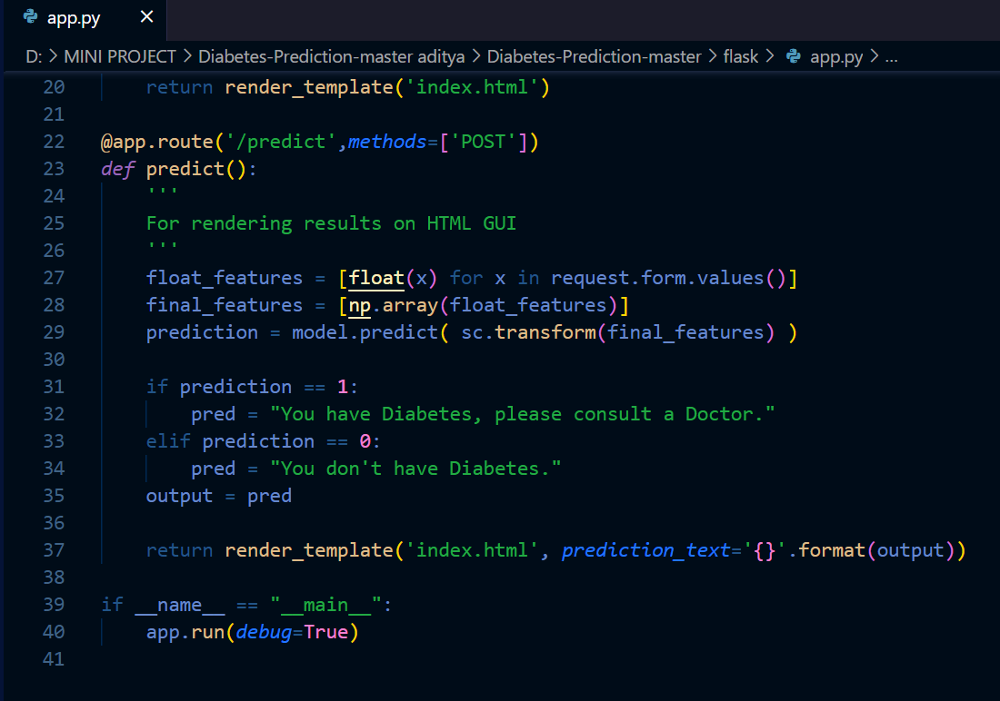 app.py ×
D: > MINI PROJECT > Diabetes-Prediction-master aditya > Diabetes-Prediction-master > flask > app.py > ...
20     return render_template('index.html')
21
22 @app.route('/predict',methods=['POST'])
23 def predict():
24     '''
25     For rendering results on HTML GUI
26     '''
27     float_features = [float(x) for x in request.form.values()]
28     final_features = [np.array(float_features)]
29     prediction = model.predict( sc.transform(final_features) )
30
31     if prediction == 1:
32         pred = "You have Diabetes, please consult a Doctor."
33     elif prediction == 0:
34         pred = "You don't have Diabetes."
35     output = pred
36
37     return render_template('index.html', prediction_text='{}'.format(output))
38
39 if __name__ == "__main__":
40     app.run(debug=True)
41